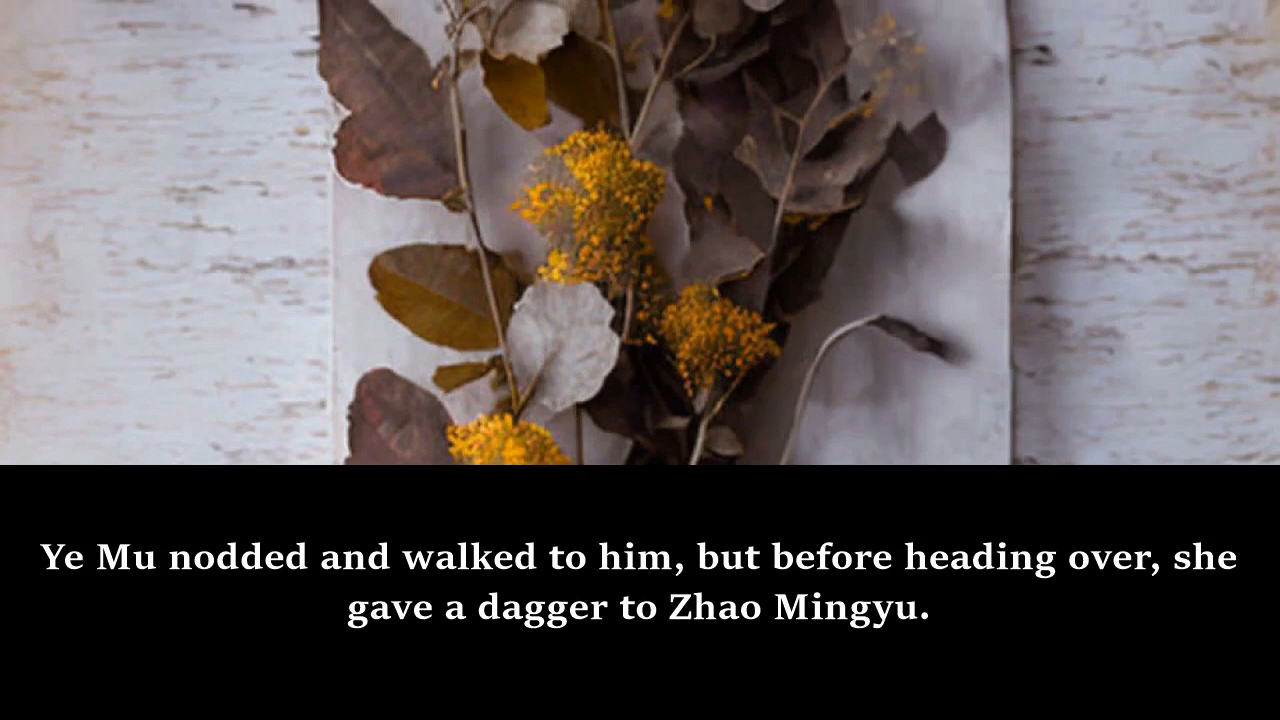 Ye Mu nodded and walked to him, but before heading over, she
gave a dagger to Zhao Mingyu.